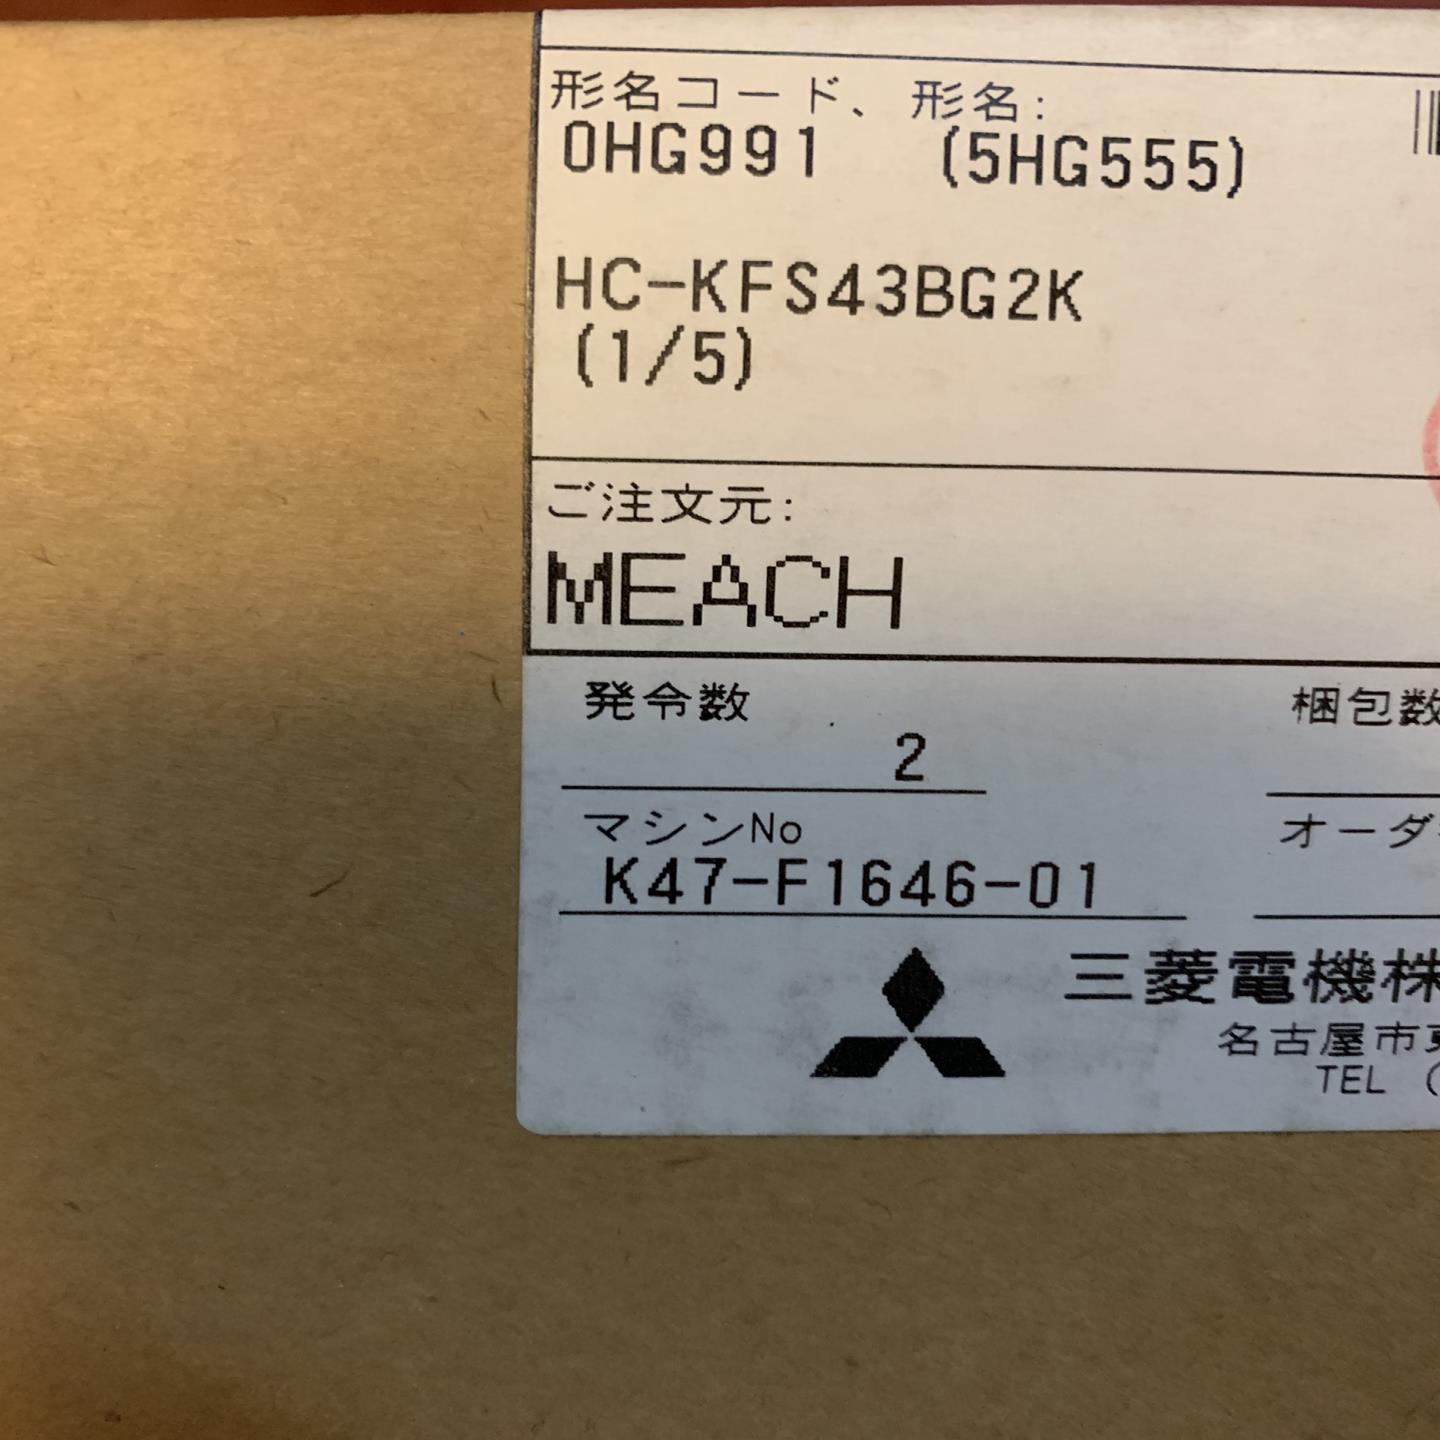 形名コード、形名:
0HG991 (5HG555)
HC-KFS43BG2K
(1/5)
ご注文元:
MEACH
発令数 梱包数
2
マシンNo オーダ
K47-F1646-01
三菱電機株
名古屋市東
TEL (